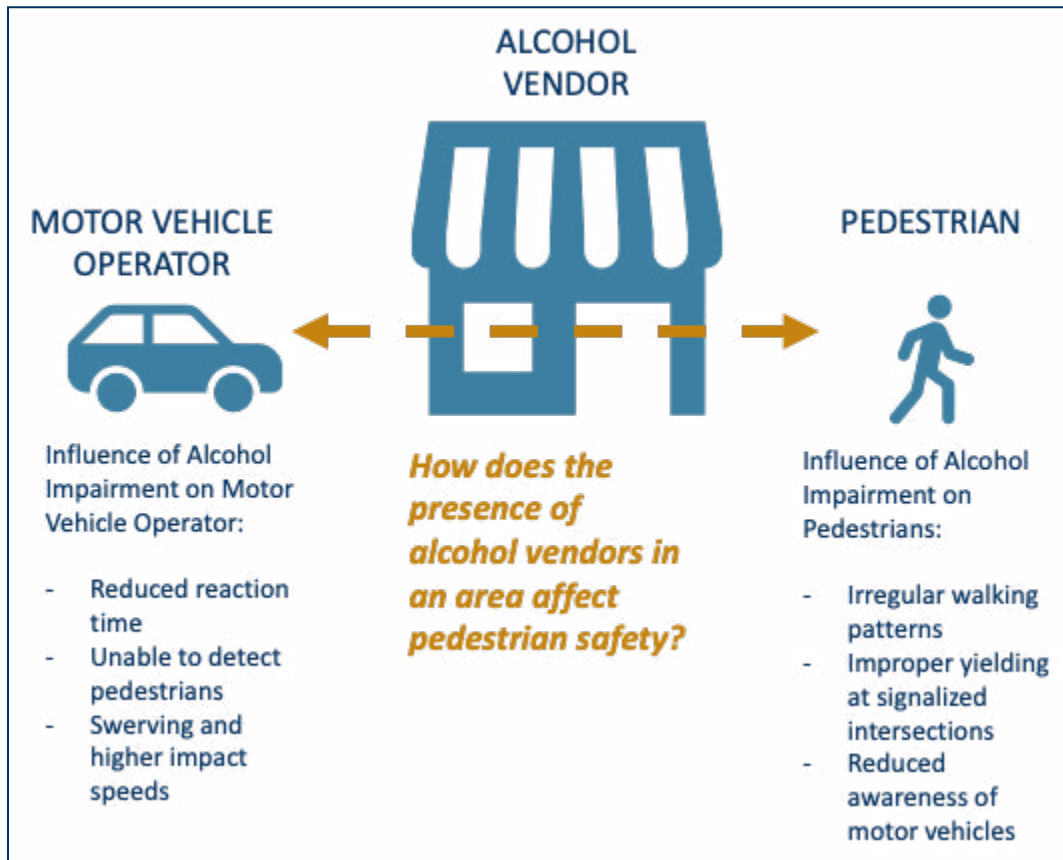 ALCOHOL
VENDOR
MOTOR VEHICLE
OPERATOR
PEDESTRIAN
Influence of Alcohol
Impairment on Motor
Vehicle Operator:
- Reduced reaction
time
- Unable to detect
pedestrians
- Swerving and
higher impact
speeds
How does the
presence of
alcohol vendors in
an area affect
pedestrian safety?
Influence of Alcohol
Impairment on
Pedestrians:
- Irregular walking
patterns
- Improper yielding
at signalized
intersections
- Reduced
awareness of
motor vehicles